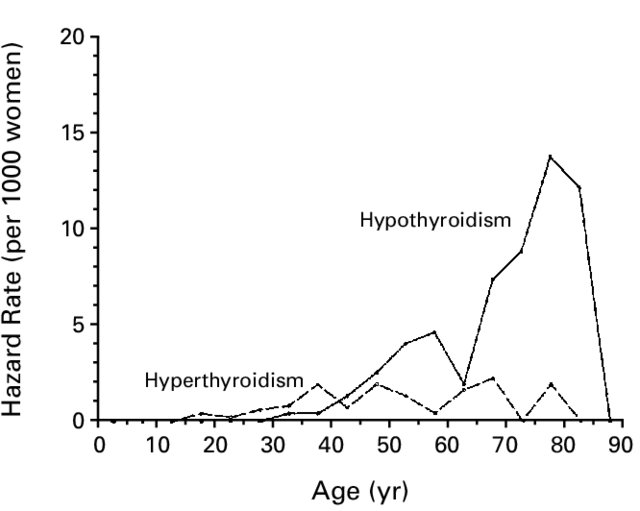 Hazard Rate (per 1000 women)
20
15
10
5
0
Hypothyroidism
Hyperthyroidism
0 10 20 30 40 50 60 70 80 90
Age (yr)